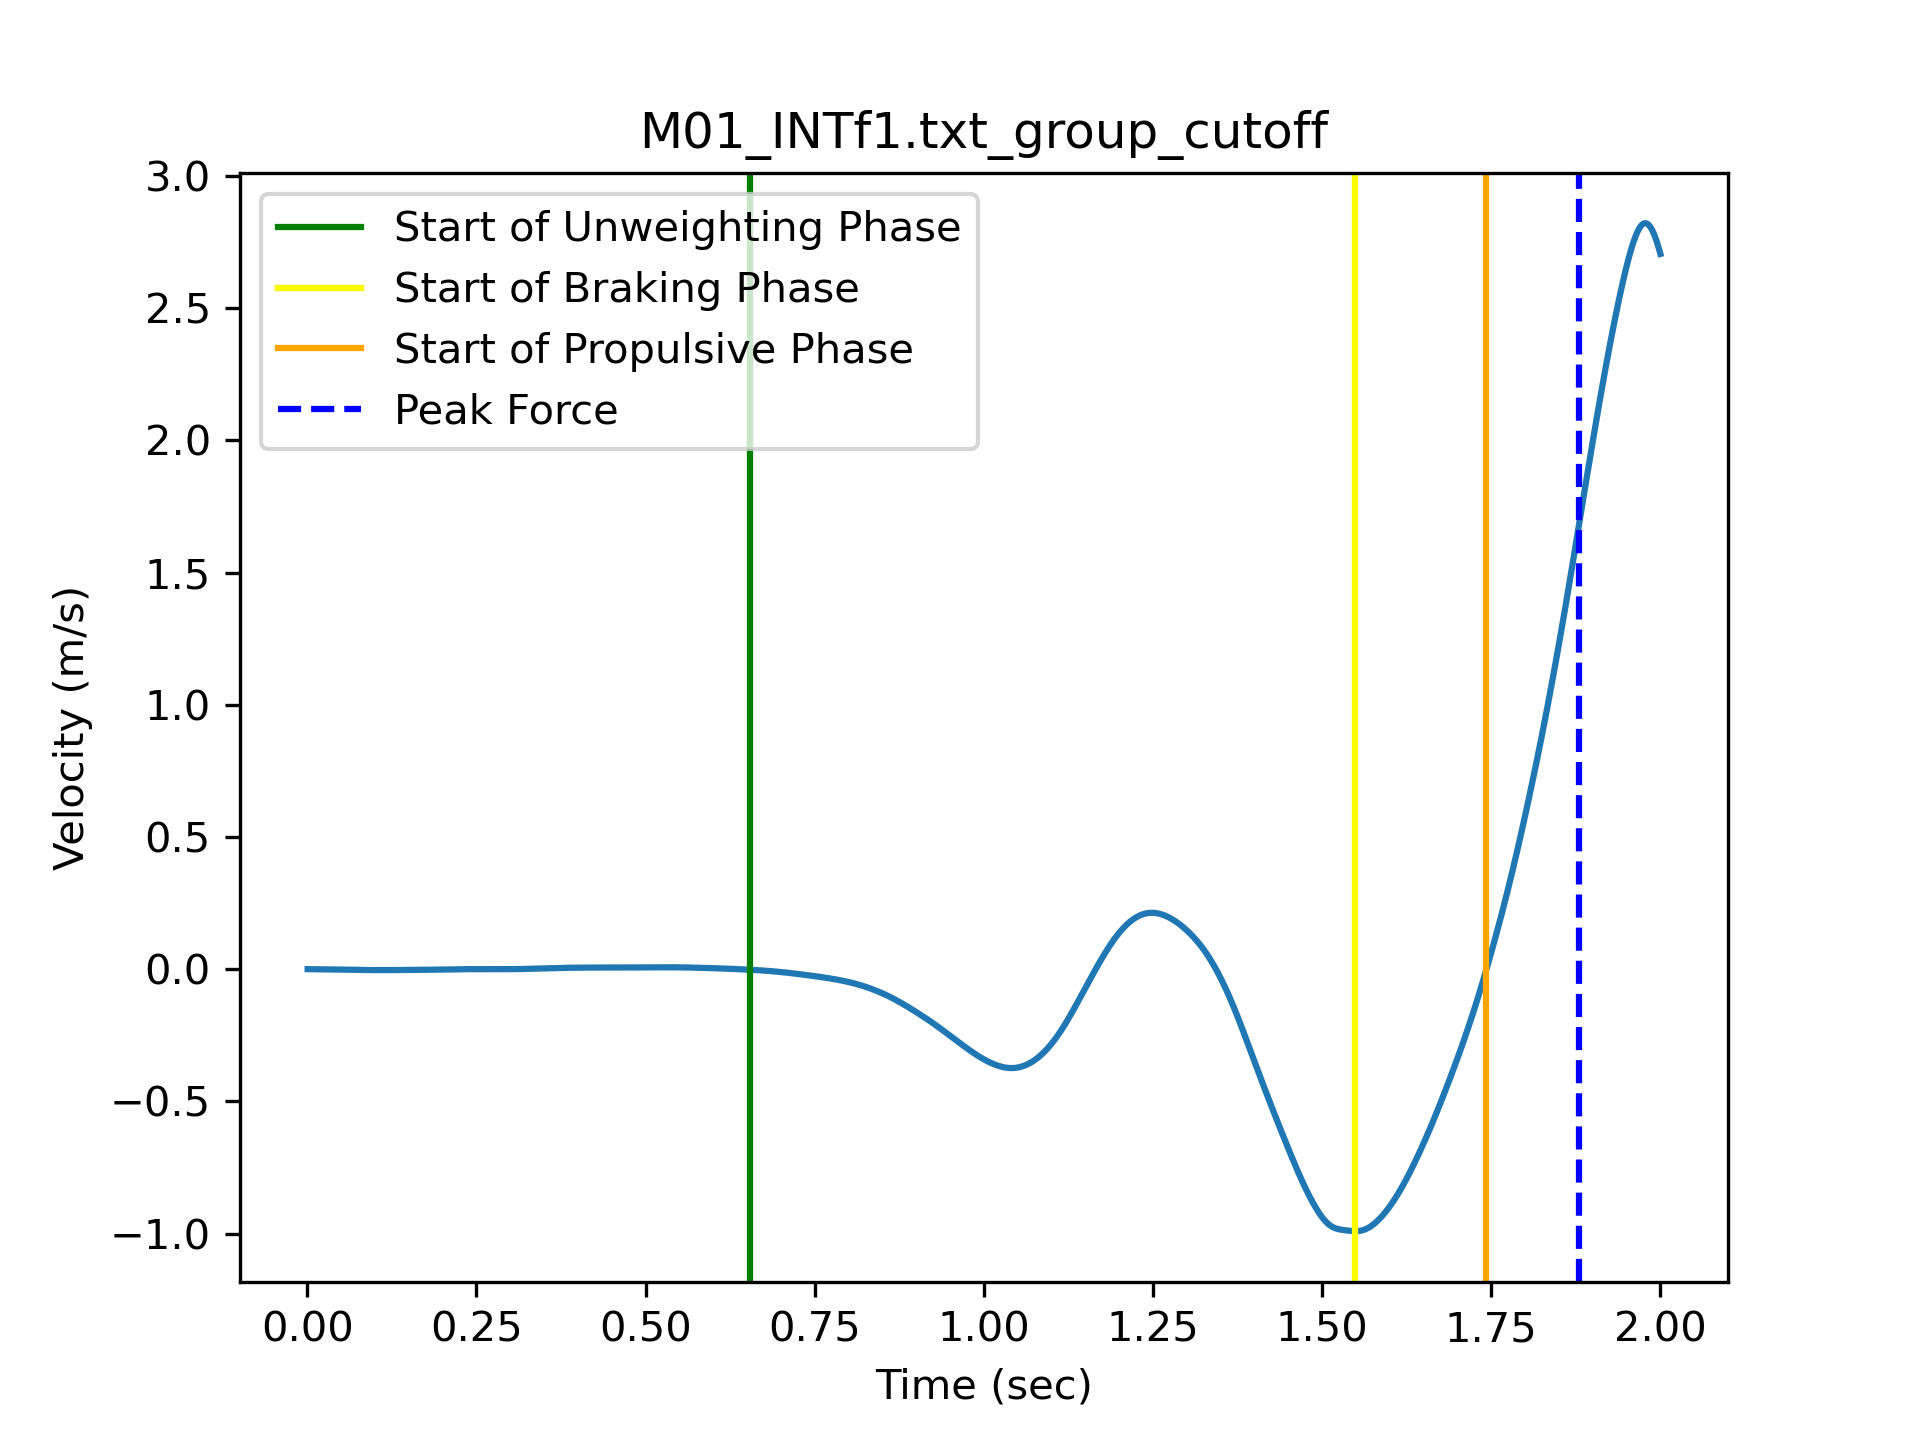 M01_INTf1.txt_group_cutoff
Start of Unweighting Phase
Start of Braking Phase
Start of Propulsive Phase
Peak Force
Velocity (m/s)
3.0
2.5
2.0
1.5
1.0
0.5
0.0
−0.5
−1.0
0.00 0.25 0.50 0.75 1.00 1.25 1.50 1.75 2.00
Time (sec)